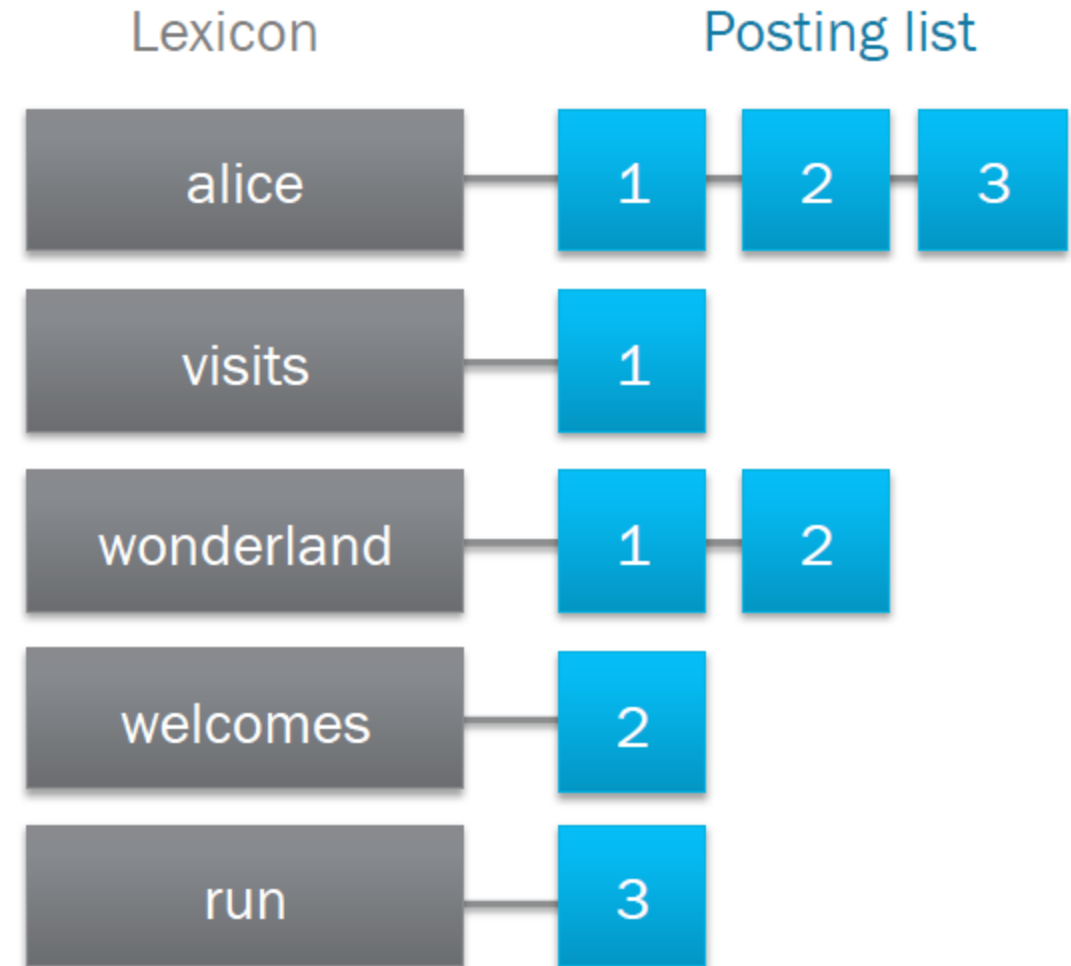 Lexicon Posting list
alice 1 2 3
visits 1
wonderland 1 2
welcomes 2
run 3